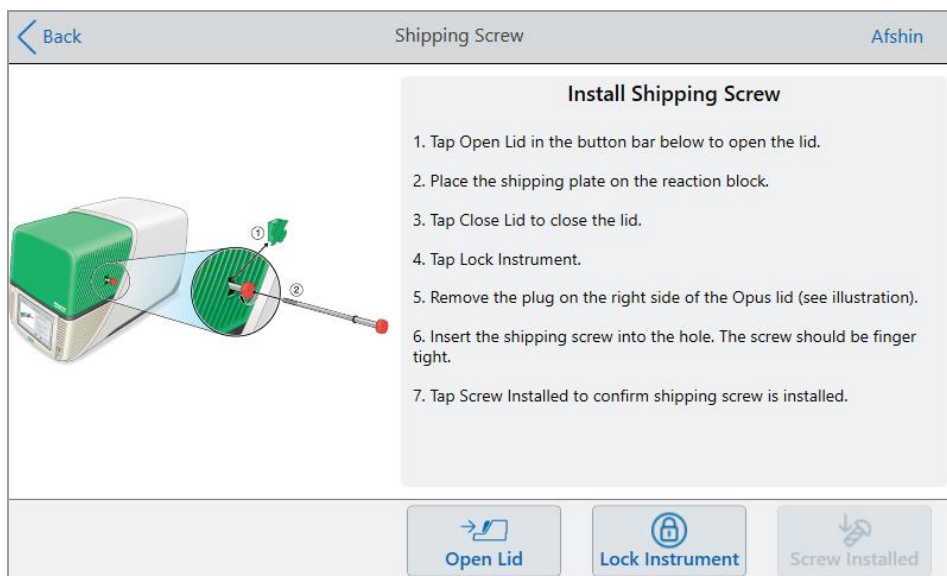 Back
Shipping Screw
Afshin
Install Shipping Screw
1. Tap Open Lid in the button bar below to open the lid.
2. Place the shipping plate on the reaction block.
3. Tap Close Lid to close the lid.
4. Tap Lock Instrument.
5. Remove the plug on the right side of the Opus lid (see illustration).
6. Insert the shipping screw into the hole. The screw should be finger
tight.
7. Tap Screw Installed to confirm shipping screw is installed.
1
2
Open Lid
Lock Instrument
Screw Installed